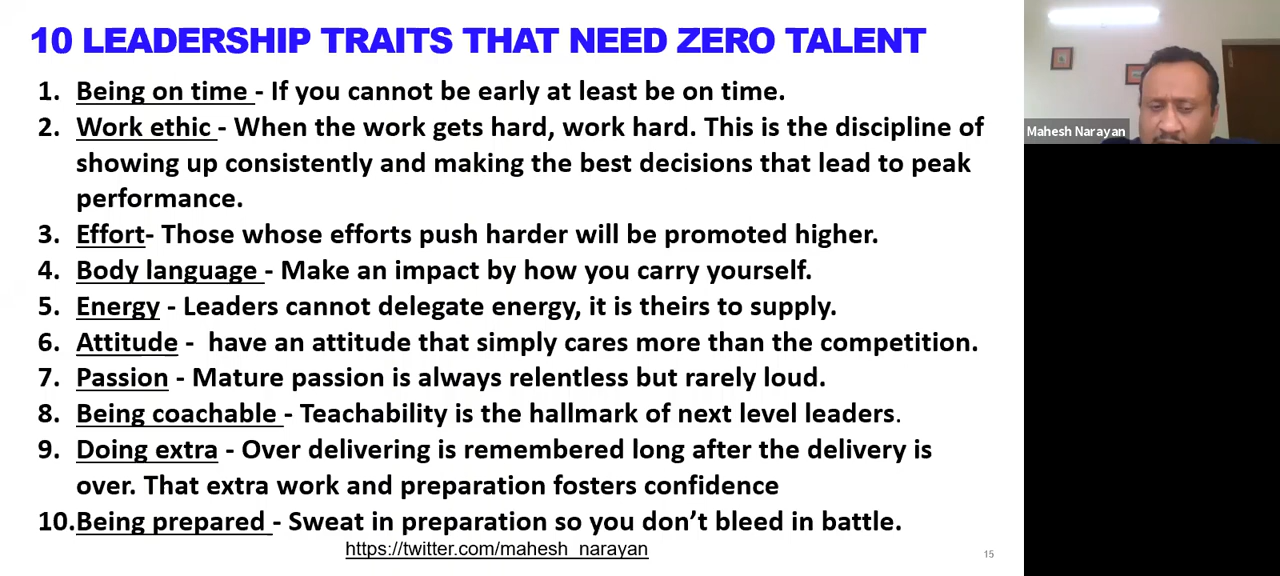 10 LEADERSHIP TRAITS THAT NEED ZERO TALENT
1. Being on time - If you cannot be early at least be on time.
2. Work ethic - When the work gets hard, work hard. This is the discipline of
showing up consistently and making the best decisions that lead to peak
performance.
3. Effort- Those whose efforts push harder will be promoted higher.
4. Body language - Make an impact by how you carry yourself.
5. Energy - Leaders cannot delegate energy, it is theirs to supply.
6. Attitude - have an attitude that simply cares more than the competition.
7. Passion - Mature passion is always relentless but rarely loud.
8. Being coachable - Teachability is the hallmark of next level leaders.
9. Doing extra - Over delivering is remembered long after the delivery is
over. That extra work and preparation fosters confidence
10.Being prepared - Sweat in preparation so you don’t bleed in battle.
https://twitter.com/mahesh_narayan
15
Mahesh Narayan